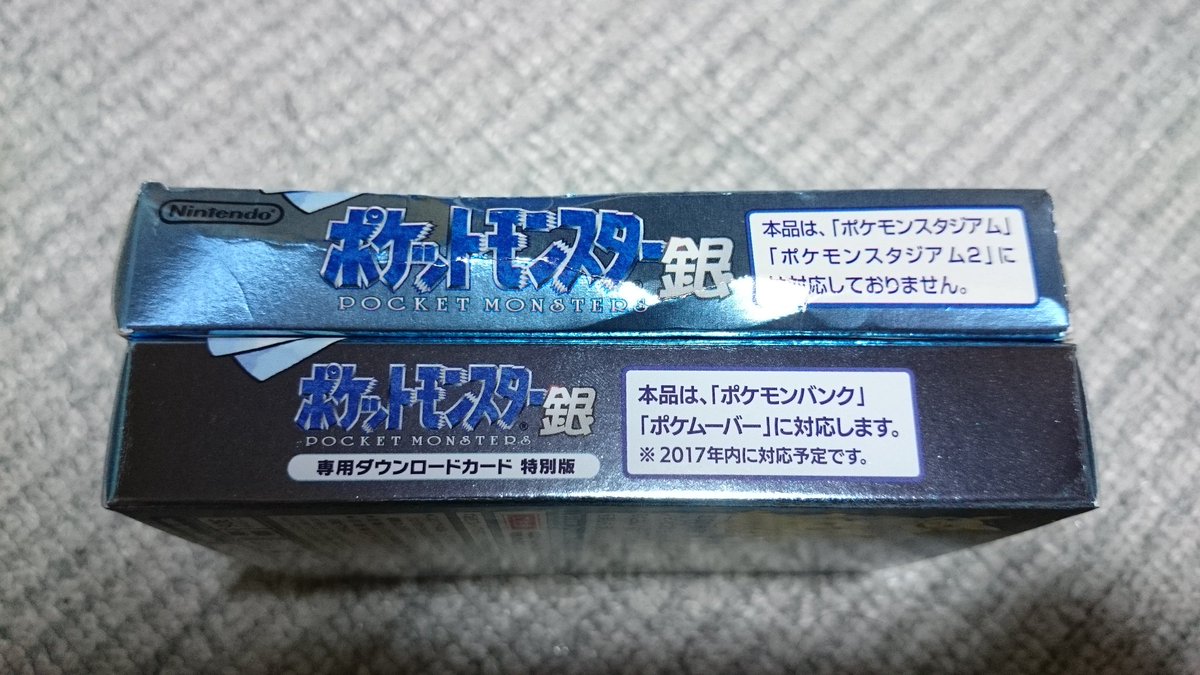 Nintendo®
ポケットモンスター銀
POCKET MONSTERS
本品は、「ポケモンスタジアム」
「ポケモンスタジアム2」に
は対応しておりません。
ポケットモンスター®銀
POCKET MONSTERS
専用ダウンロードカード 特別版
本品は、「ポケモンバンク」
「ポケムーバー」に対応します。
※ 2017年内に対応予定です。